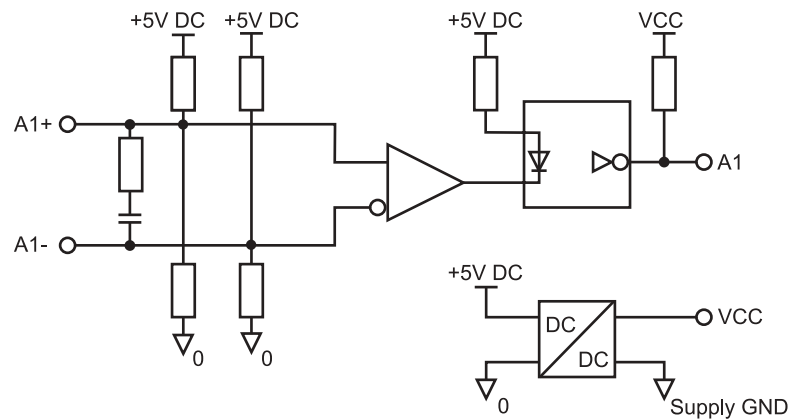 +5V DC +5V DC +5V DC VCC
A1+
A1
A1-
+5V DC
0 0
DC VCC
DC
0 Supply GND